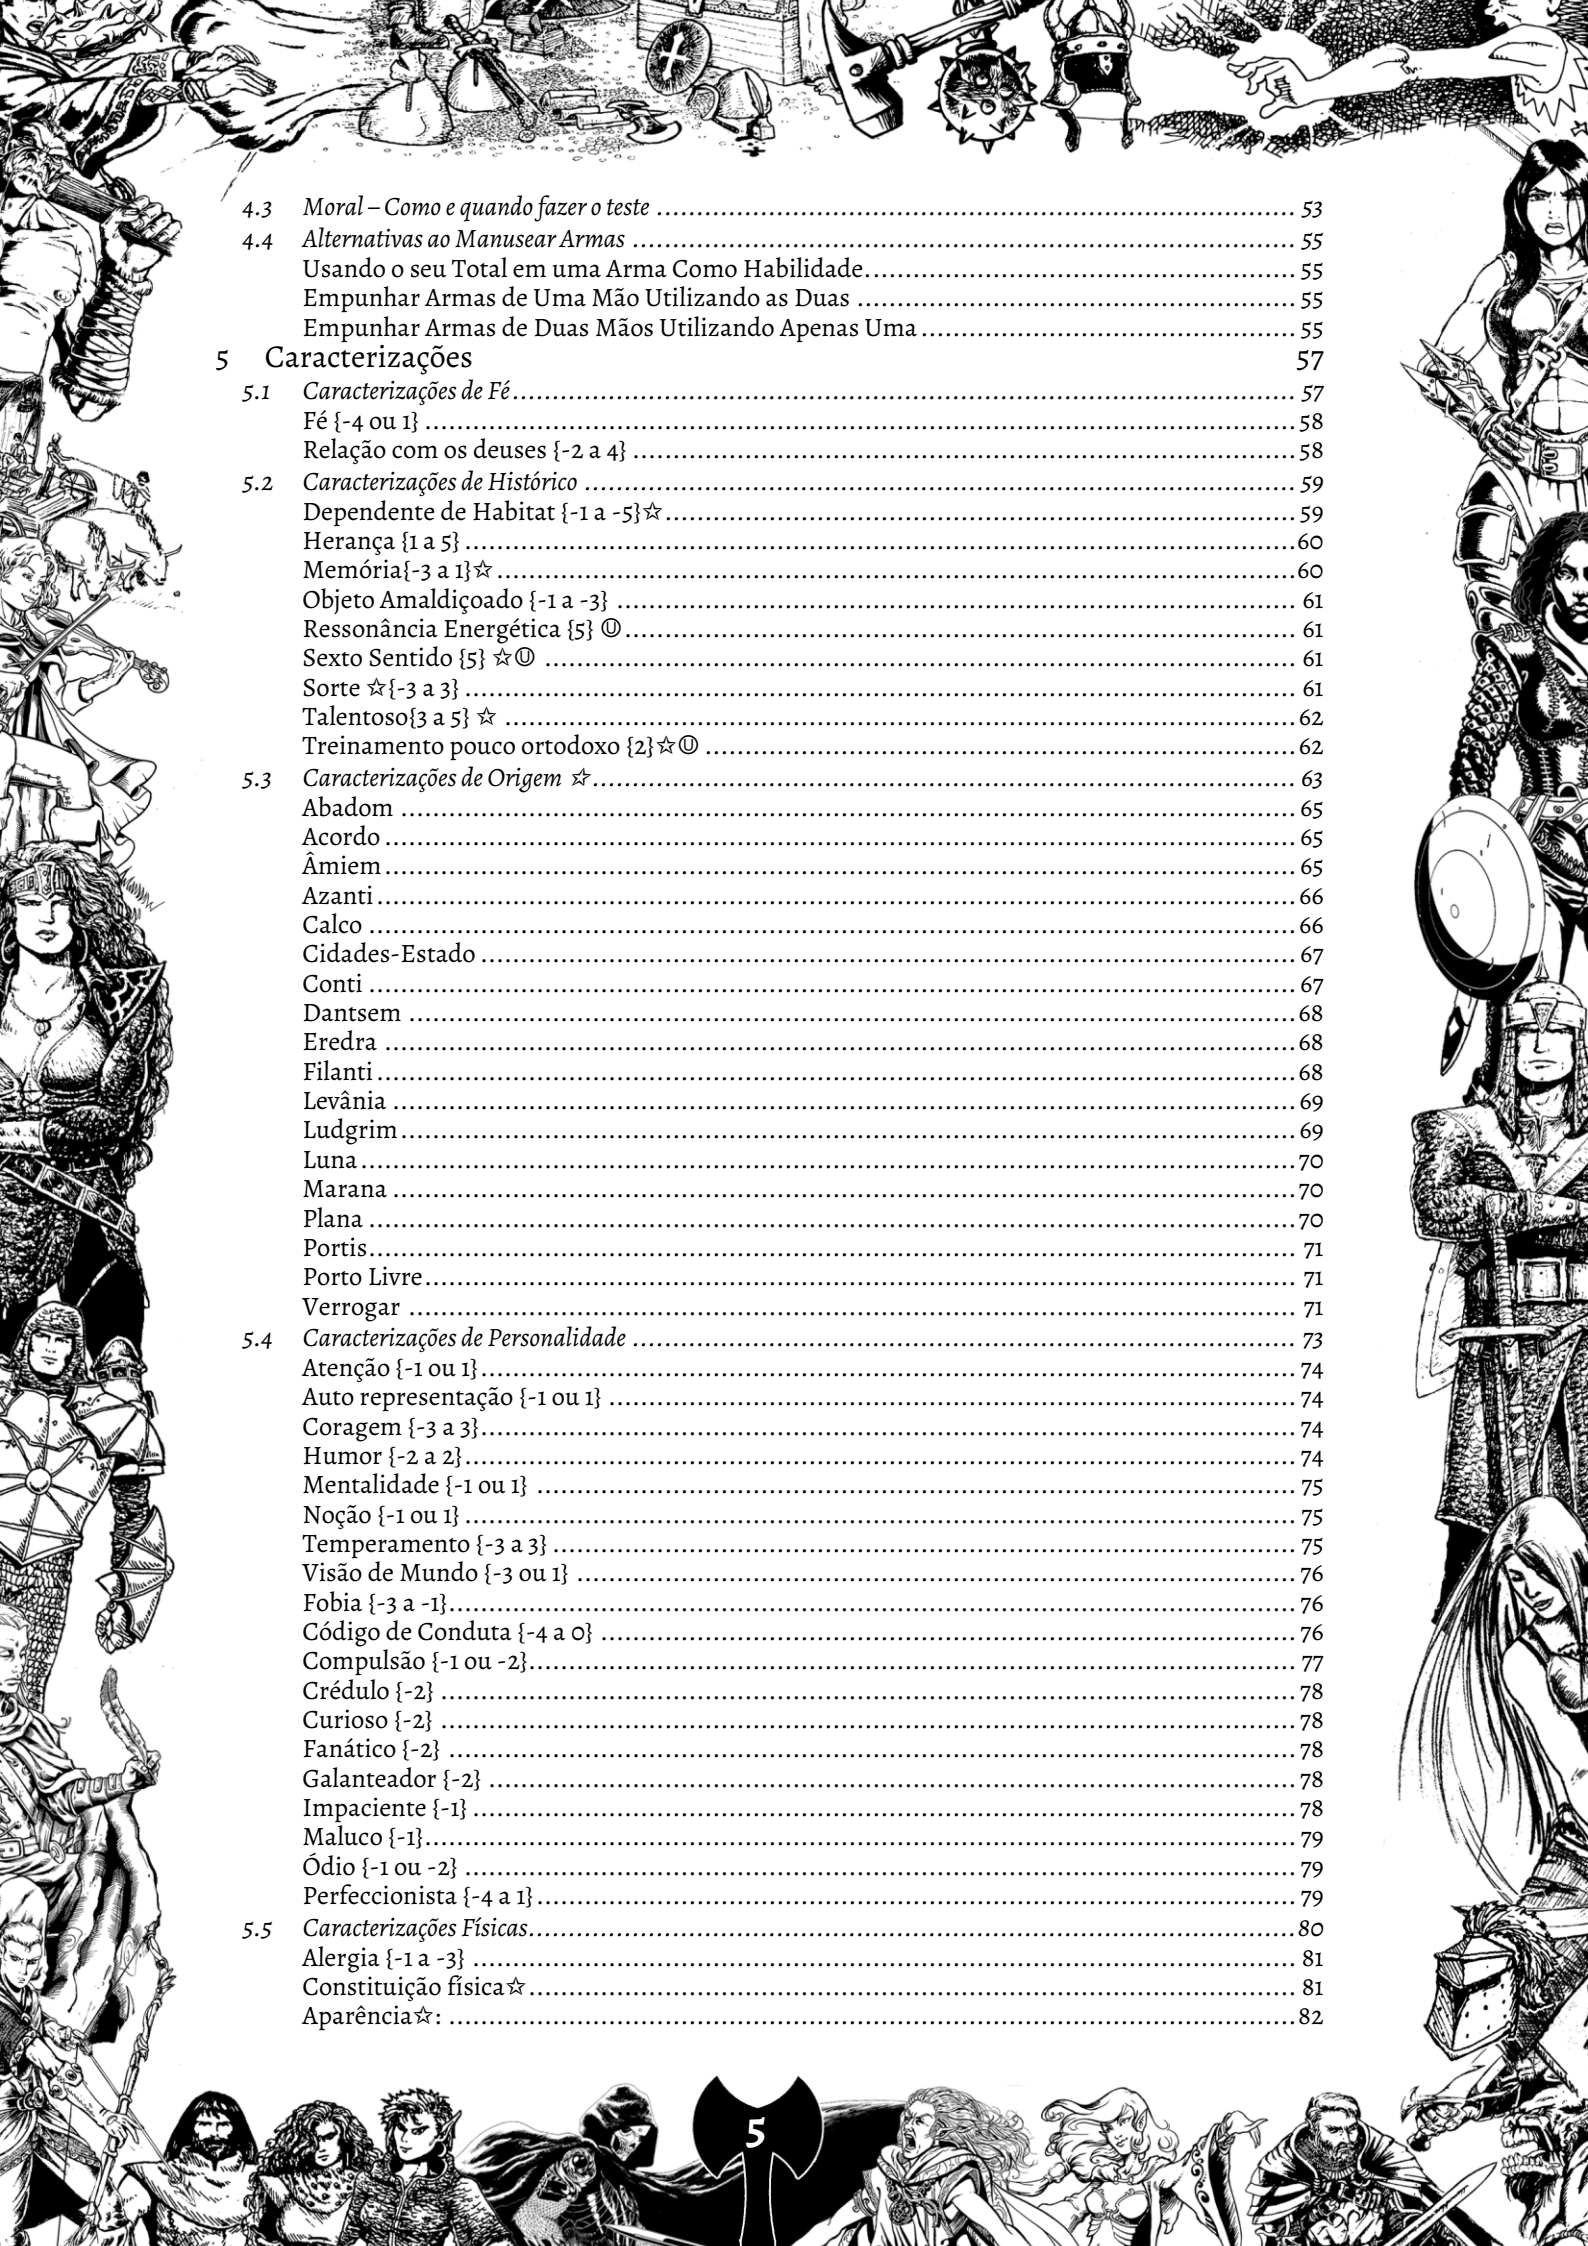 4.3 Moral – Como e quando fazer o teste ........ 53
4.4 Alternativas ao Manusear Armas ........ 55
Usando o seu Total em uma Arma Como Habilidade ........ 55
Empunhar Armas de Uma Mão Utilizando as Duas ........ 55
Empunhar Armas de Duas Mãos Utilizando Apenas Uma ........ 55
5 Caracterizações 57
5.1 Caracterizações de Fé ........ 57
Fé {-4 ou 1} ........ 58
Relação com os deuses {-2 a 4} ........ 58
5.2 Caracterizações de Histórico ........ 59
Dependente de Habitat {-1 a -5}☆ ........ 59
Herança {1 a 5} ........ 60
Memória{-3 a 1}☆ ........ 60
Objeto Amaldiçoado {-1 a -3} ........ 61
Ressonância Energética {5} Ⓤ ........ 61
Sexto Sentido {5} ☆Ⓤ ........ 61
Sorte ☆{-3 a 3} ........ 61
Talentoso{3 a 5} ☆ ........ 62
Treinamento pouco ortodoxo {2}☆Ⓤ ........ 62
5.3 Caracterizações de Origem ☆ ........ 63
Abadom ........ 65
Acordo ........ 65
Âmiem ........ 65
Azanti ........ 66
Calco ........ 66
Cidades-Estado ........ 67
Conti ........ 67
Dantsem ........ 68
Eredra ........ 68
Filanti ........ 68
Levânia ........ 69
Ludgrim ........ 69
Luna ........ 70
Marana ........ 70
Plana ........ 70
Portis ........ 71
Porto Livre ........ 71
Verrogar ........ 71
5.4 Caracterizações de Personalidade ........ 73
Atenção {-1 ou 1} ........ 74
Auto representação {-1 ou 1} ........ 74
Coragem {-3 a 3} ........ 74
Humor {-2 a 2} ........ 74
Mentalidade {-1 ou 1} ........ 75
Noção {-1 ou 1} ........ 75
Temperamento {-3 a 3} ........ 75
Visão de Mundo {-3 ou 1} ........ 76
Fobia {-3 a -1} ........ 76
Código de Conduta {-4 a 0} ........ 76
Compulsão {-1 ou -2} ........ 77
Crédulo {-2} ........ 78
Curioso {-2} ........ 78
Fanático {-2} ........ 78
Galanteador {-2} ........ 78
Impaciente {-1} ........ 78
Maluco {-1} ........ 79
Ódio {-1 ou -2} ........ 79
Perfeccionista {-4 a 1} ........ 79
5.5 Caracterizações Físicas ........ 80
Alergia {-1 a -3} ........ 81
Constituição física☆ ........ 81
Aparência☆: ........ 82
5